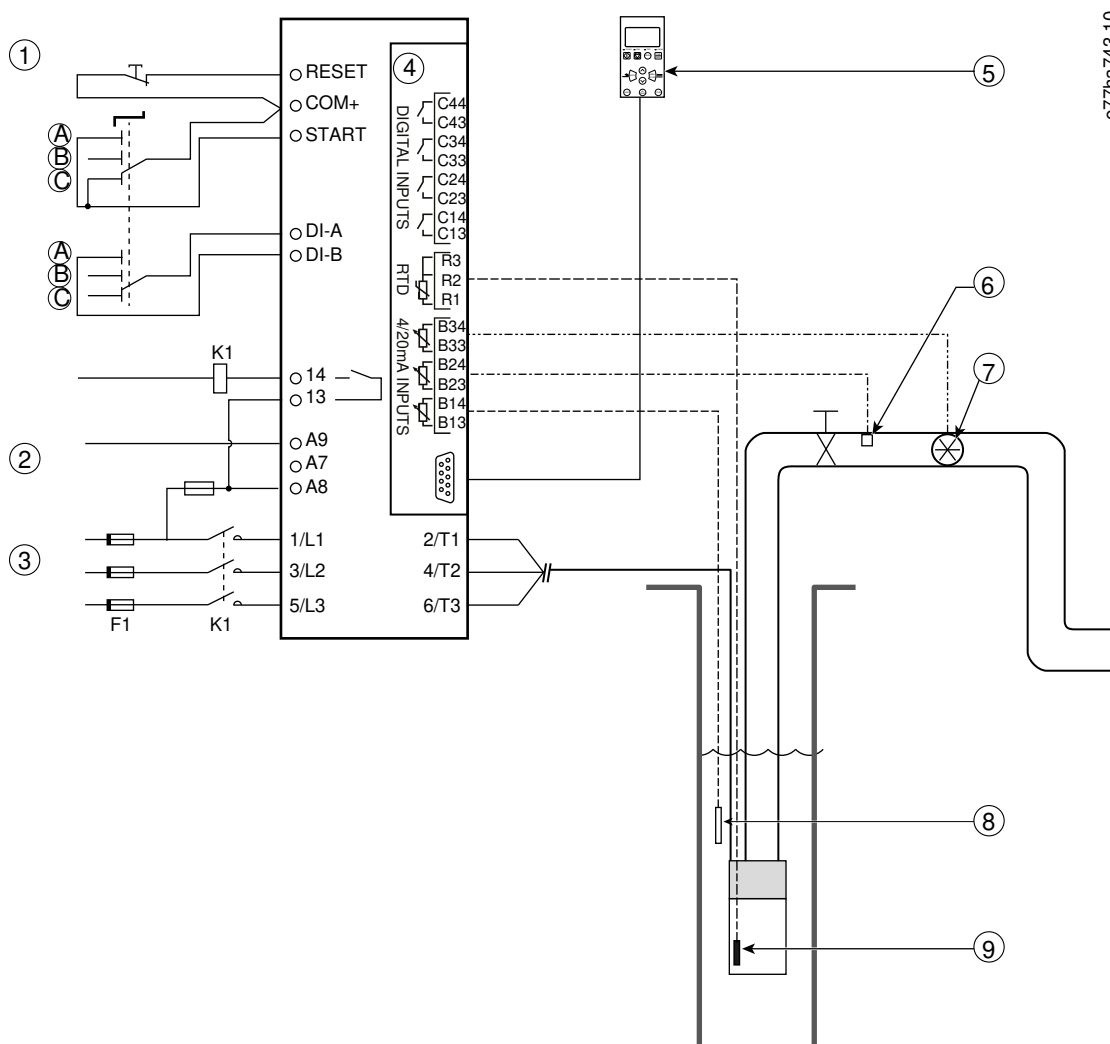 1
RESET
COM+
START
A
B
C
DI-A
DI-B
A
B
C
K1
14
13
2
A9
A7
A8
3
1/L1
3/L2
5/L3
F1
K1
2/T1
4/T2
6/T3
4
DIGITAL INPUTS
C44
C43
C34
C33
C24
C23
C14
C13
RTD
R3
R2
R1
4/20mA INPUTS
B34
B33
B24
B23
B14
B13
5
6
7
8
9